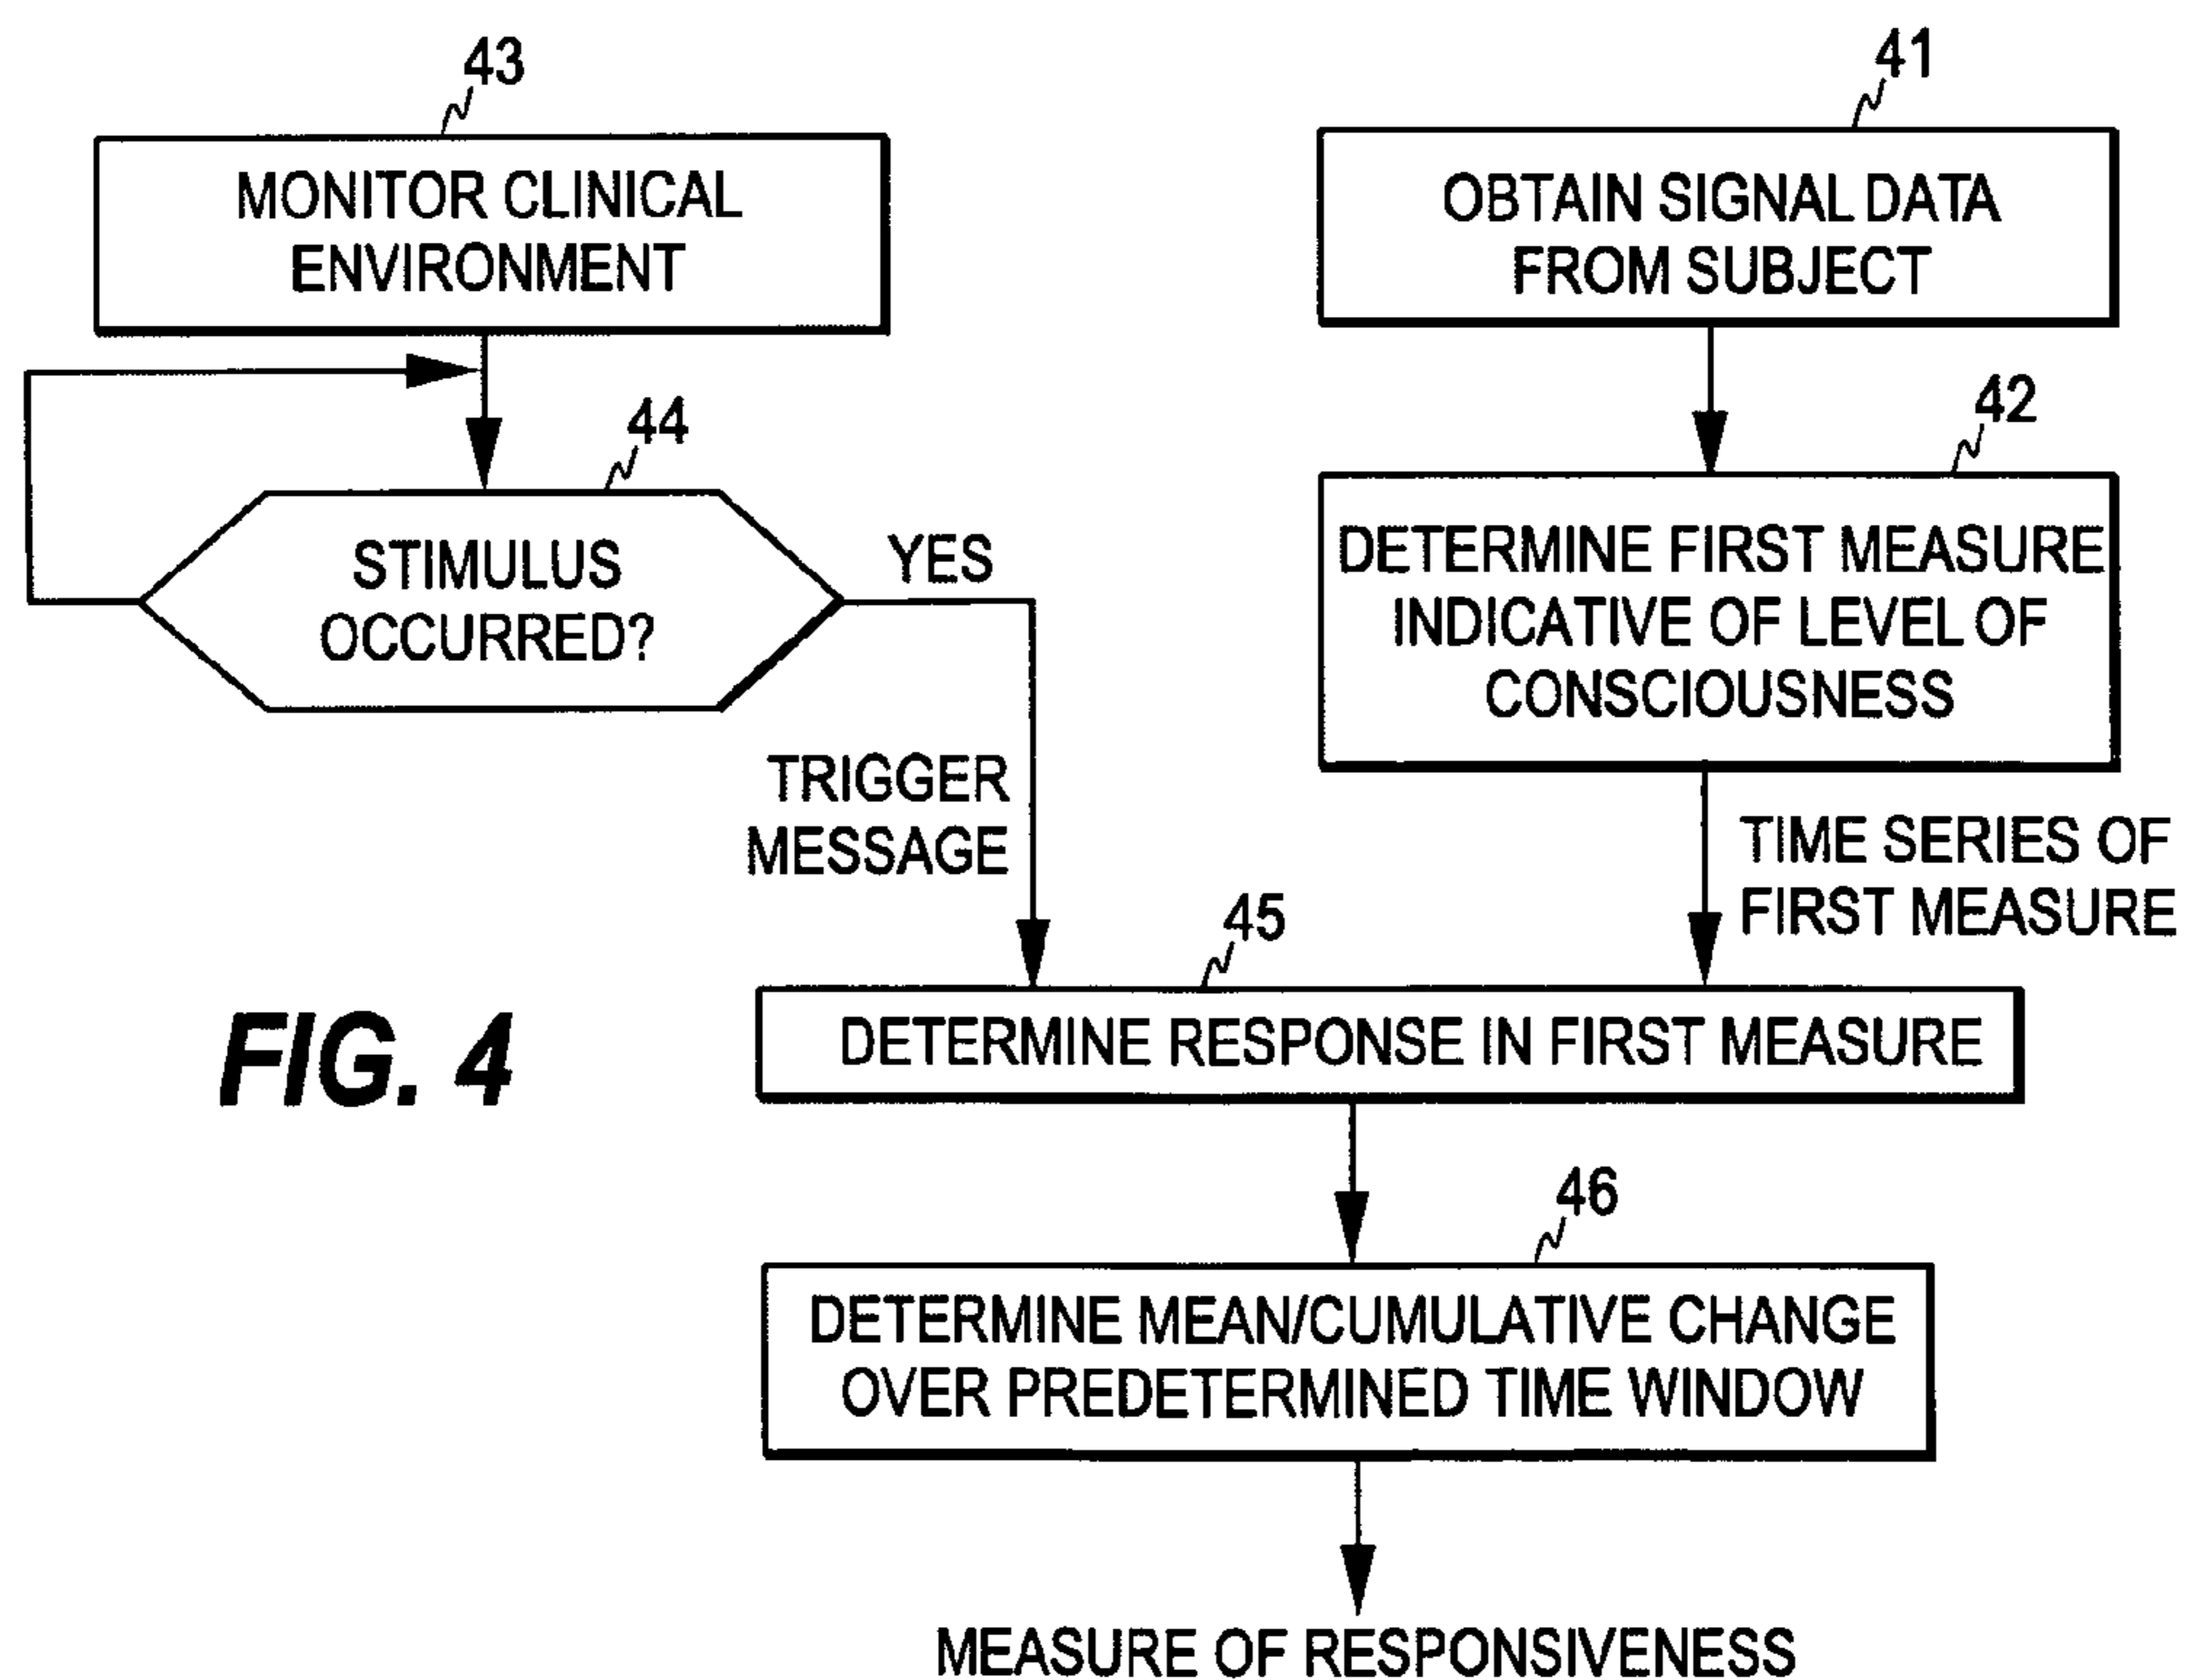 43
MONITOR CLINICAL
ENVIRONMENT
44
STIMULUS
OCCURRED?
YES
TRIGGER
MESSAGE
41
OBTAIN SIGNAL DATA
FROM SUBJECT
42
DETERMINE FIRST MEASURE
INDICATIVE OF LEVEL OF
CONSCIOUSNESS
TIME SERIES OF
FIRST MEASURE
45
DETERMINE RESPONSE IN FIRST MEASURE
46
DETERMINE MEAN/CUMULATIVE CHANGE
OVER PREDETERMINED TIME WINDOW
MEASURE OF RESPONSIVENESS
FIG. 4